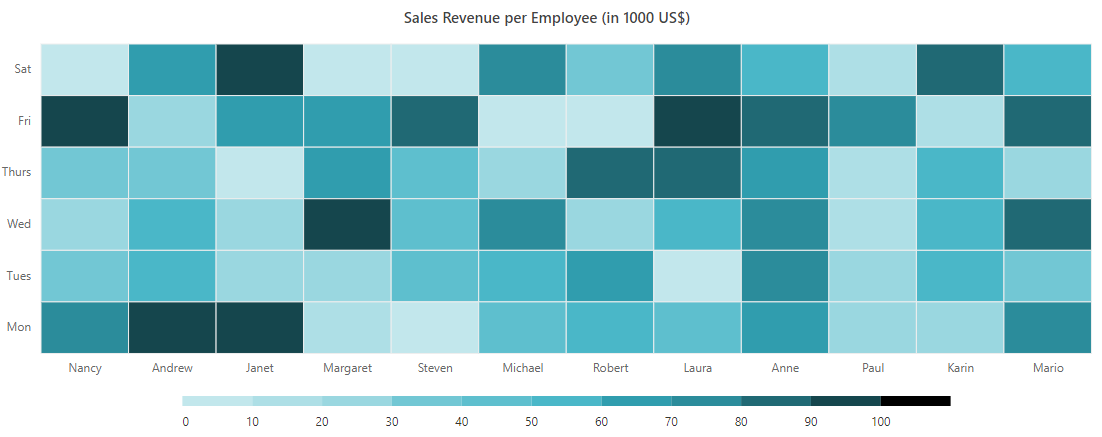 Sales Revenue per Employee (in 1000 US$)
Sat
Fri
Thurs
Wed
Tues
Mon
Nancy Andrew Janet Margaret Steven Michael Robert Laura Anne Paul Karin Mario
0 10 20 30 40 50 60 70 80 90 100